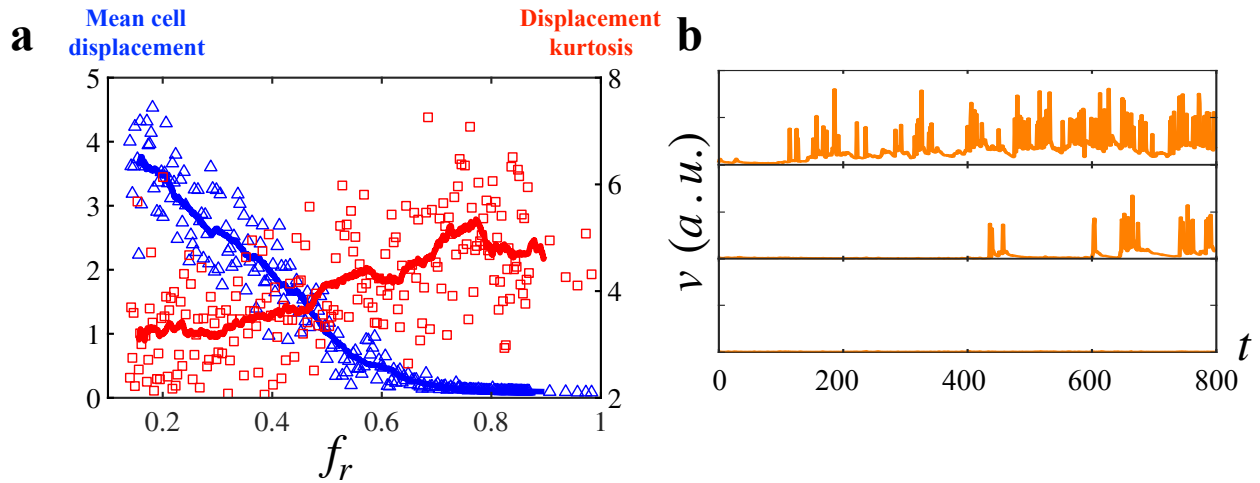 a
Mean cell
displacement
Displacement
kurtosis
b
5
4
3
2
1
0
8
6
4
2
0.2 0.4 0.6 0.8 1
f_r
v (a.u.)
0 200 400 600 800
t